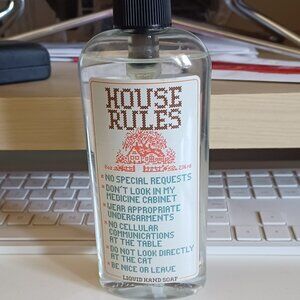 HOUSE
RULES
• NO SPECIAL REQUESTS
• DON'T LOOK IN MY
MEDICINE CABINET
• WEAR APPROPRIATE
UNDERGARMENTS
• NO CELLULAR
COMMUNICATIONS
AT THE TABLE
• DO NOT LOOK DIRECTLY
AT THE CAT
• BE NICE OR LEAVE
LIQUID HAND SOAP